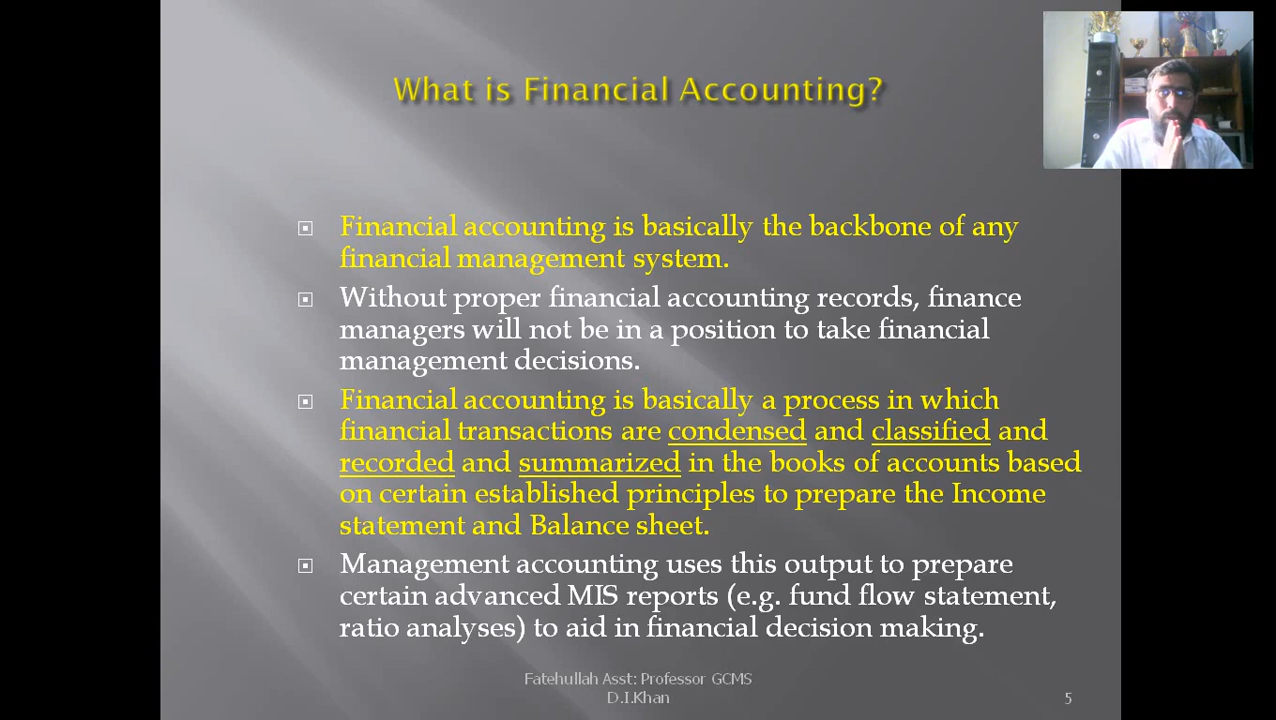 What is Financial Accounting?
Financial accounting is basically the backbone of any
financial management system.
Without proper financial accounting records, finance
managers will not be in a position to take financial
management decisions.
Financial accounting is basically a process in which
financial transactions are condensed and classified and
recorded and summarized in the books of accounts based
on certain established principles to prepare the Income
statement and Balance sheet.
Management accounting uses this output to prepare
certain advanced MIS reports (e.g. fund flow statement,
ratio analyses) to aid in financial decision making.
Fatehullah Asst: Professor GCMS
D.I.Khan
5